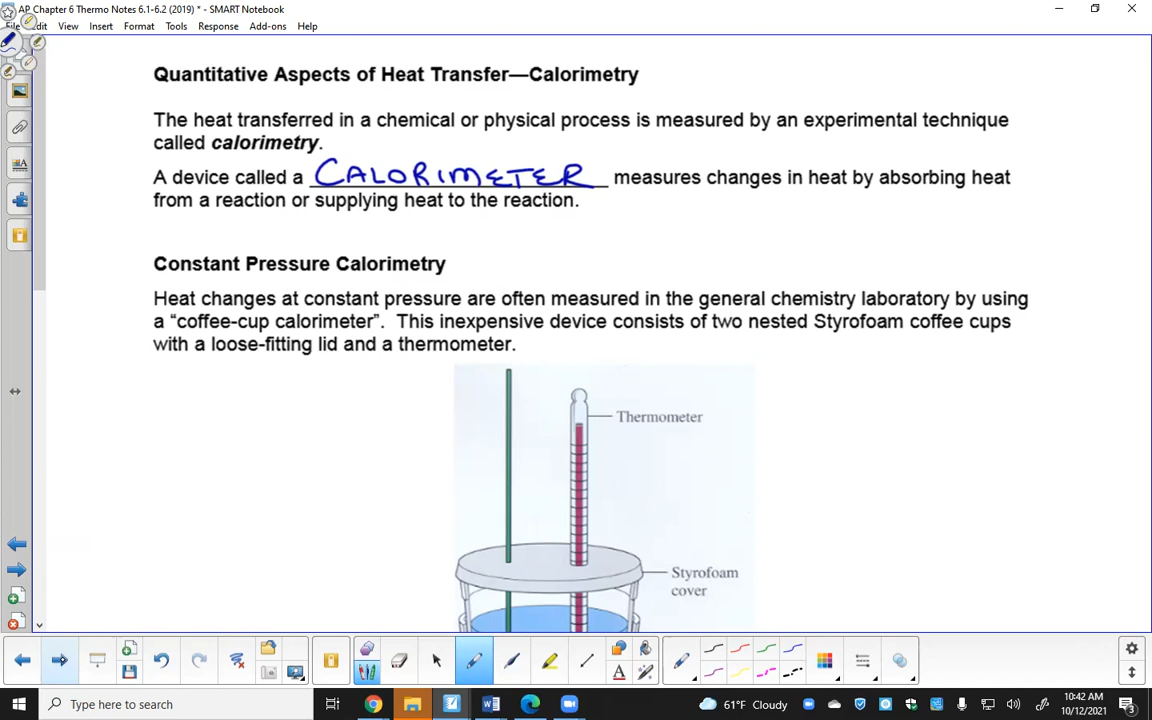 AP Chapter 6 Thermo Notes 6.1-6.2 (2019) * - SMART Notebook
Edit View Insert Format Tools Response Add-ons Help
Quantitative Aspects of Heat Transfer—Calorimetry
The heat transferred in a chemical or physical process is measured by an experimental technique
called calorimetry.
A device called a CALORIMETER measures changes in heat by absorbing heat
from a reaction or supplying heat to the reaction.
Constant Pressure Calorimetry
Heat changes at constant pressure are often measured in the general chemistry laboratory by using
a “coffee-cup calorimeter”. This inexpensive device consists of two nested Styrofoam coffee cups
with a loose-fitting lid and a thermometer.
Thermometer
Styrofoam
cover
Type here to search
61°F Cloudy
10:42 AM
10/12/2021
3